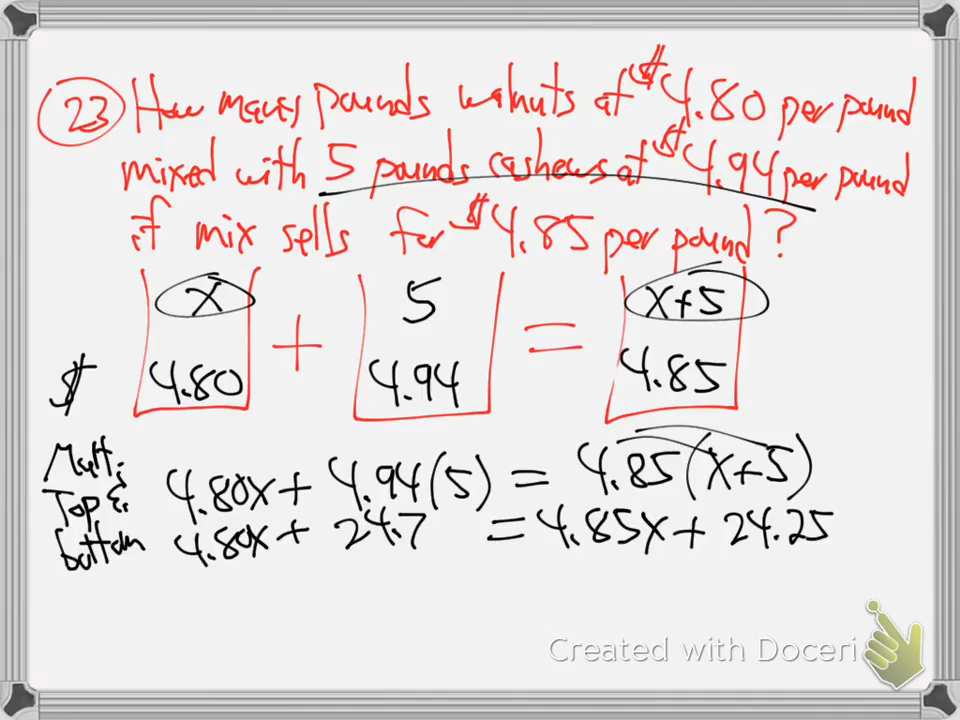 23 How many pounds walnuts at $4.80 per pound
mixed with 5 pounds cashews at $4.94 per pound
if mix sells for $4.85 per pound?
x 5 x+5
$ 4.80 + 4.94 = 4.85
Mult.
Top & 4.80x + 4.94(5) = 4.85(x+5)
bottom 4.80x + 24.7 = 4.85x + 24.25
Created with Doceri